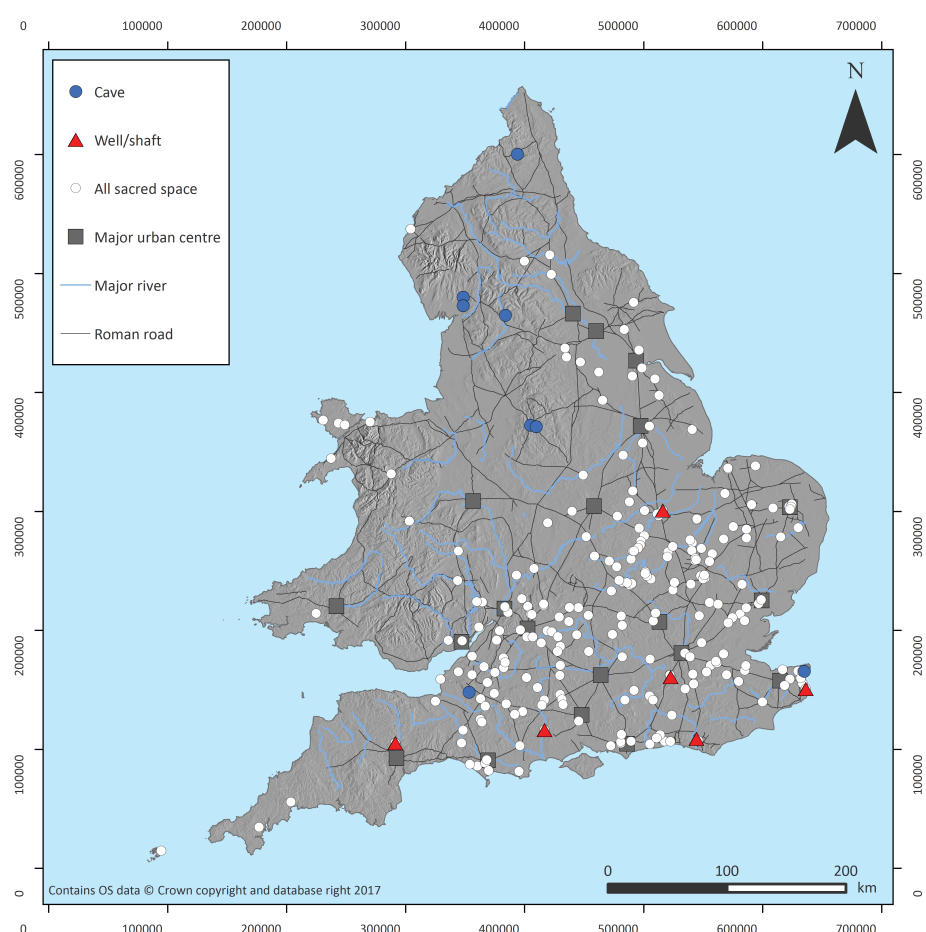 0 100000 200000 300000 400000 500000 600000 700000
N
Cave
Well/shaft
All sacred space
Major urban centre
Major river
Roman road
600000 600000
500000 500000
400000 400000
300000 300000
200000 200000
100000 100000
0 0
0 100 200
km
Contains OS data © Crown copyright and database right 2017
0 100000 200000 300000 400000 500000 600000 700000